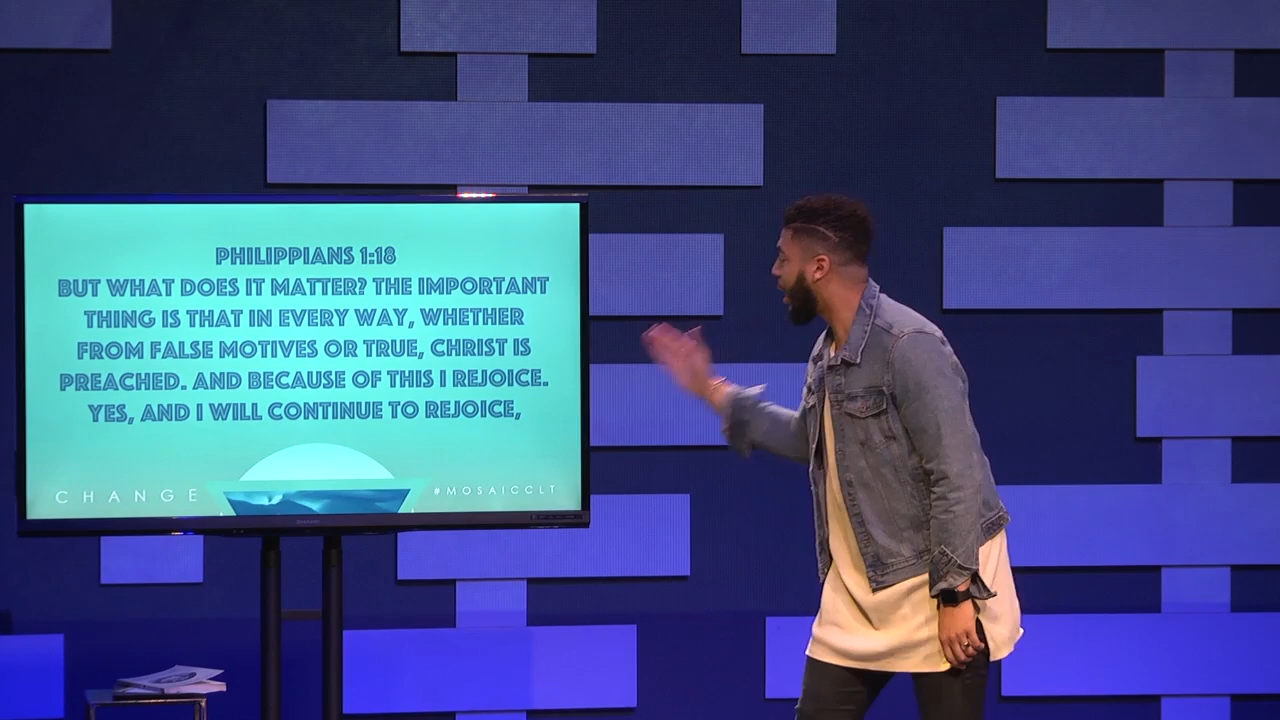 PHILIPPIANS 1:18
BUT WHAT DOES IT MATTER? THE IMPORTANT
THING IS THAT IN EVERY WAY, WHETHER
FROM FALSE MOTIVES OR TRUE, CHRIST IS
PREACHED. AND BECAUSE OF THIS I REJOICE.
YES, AND I WILL CONTINUE TO REJOICE,
CHANGE #MOSAICCLT
SHARP